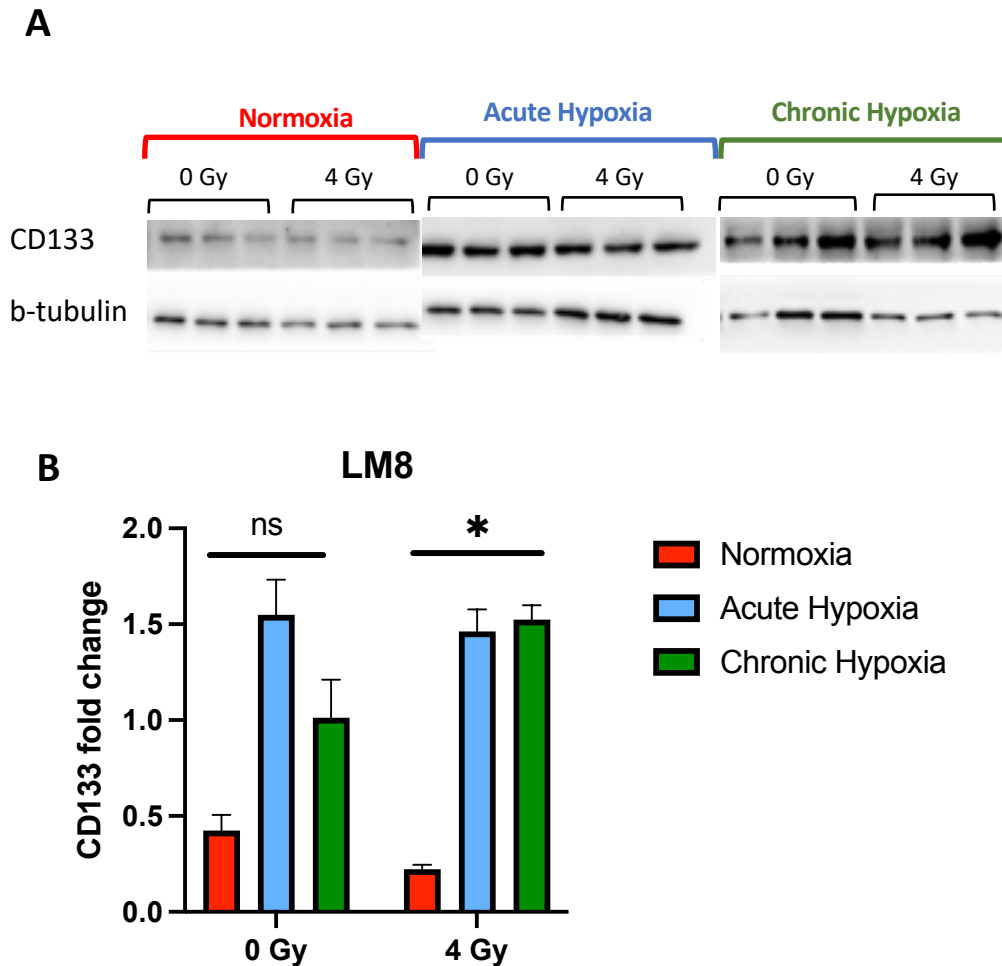 A
Normoxia Acute Hypoxia Chronic Hypoxia
0 Gy 4 Gy 0 Gy 4 Gy 0 Gy 4 Gy
CD133
b-tubulin
B LM8
CD133 fold change
2.0
1.5
1.0
0.5
0.0
ns *
0 Gy 4 Gy
Normoxia
Acute Hypoxia
Chronic Hypoxia